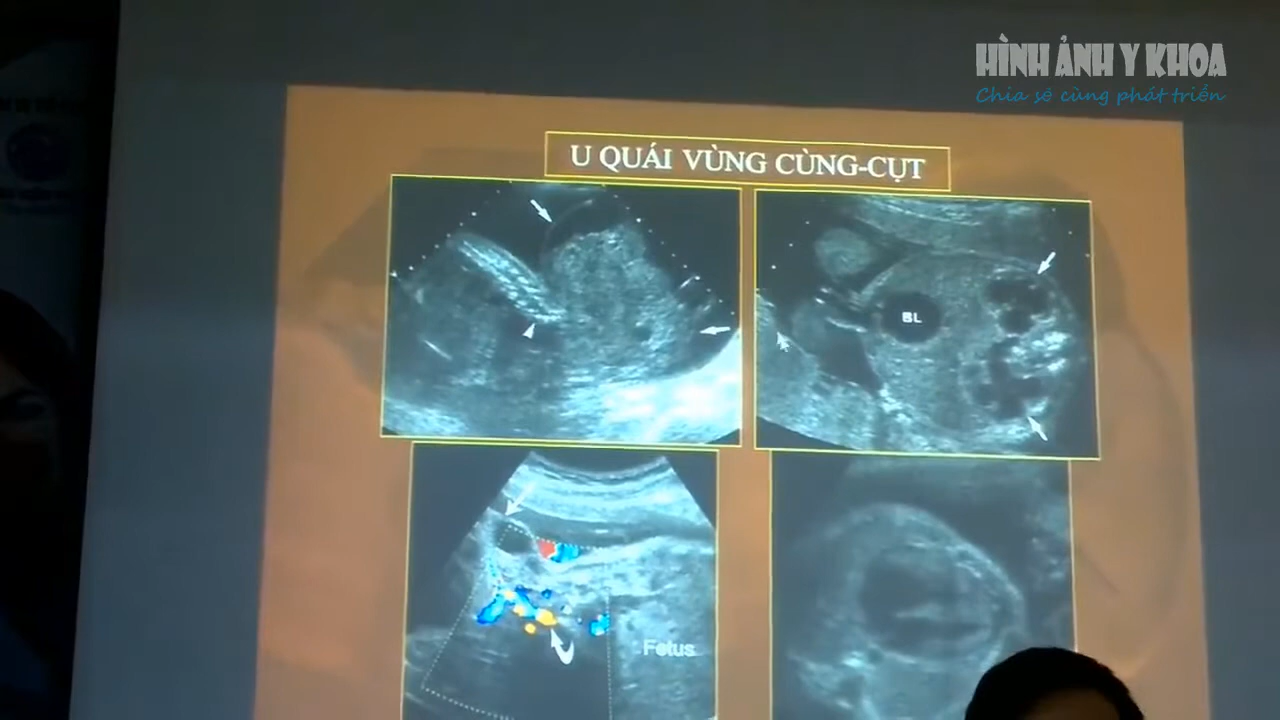 HÌNH ẢNH Y KHOA
Chia sẻ cùng phát triển
U QUÁI VÙNG CÙNG-CỤT
BL
Fetus